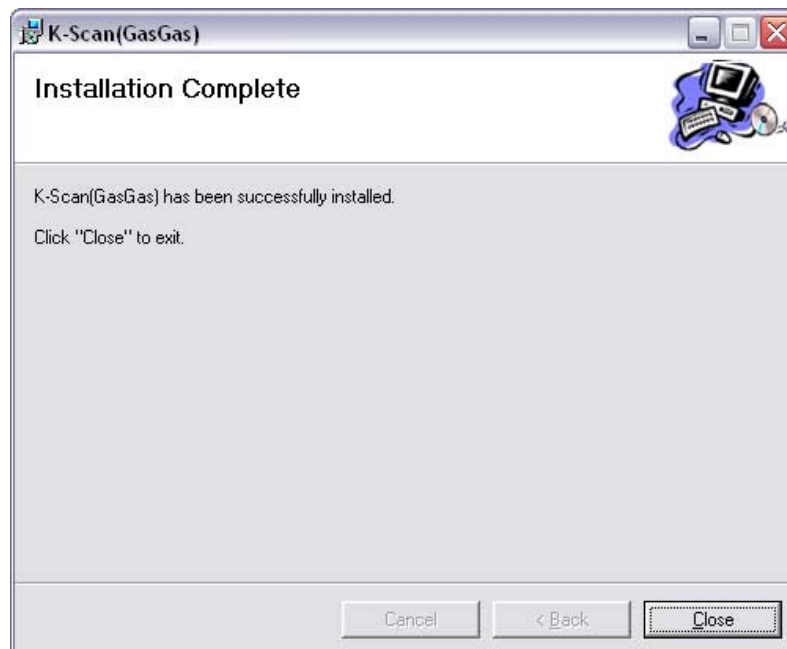 K-Scan(GasGas)
Installation Complete
K-Scan(GasGas) has been successfully installed.
Click "Close" to exit.
Cancel
< Back
Close